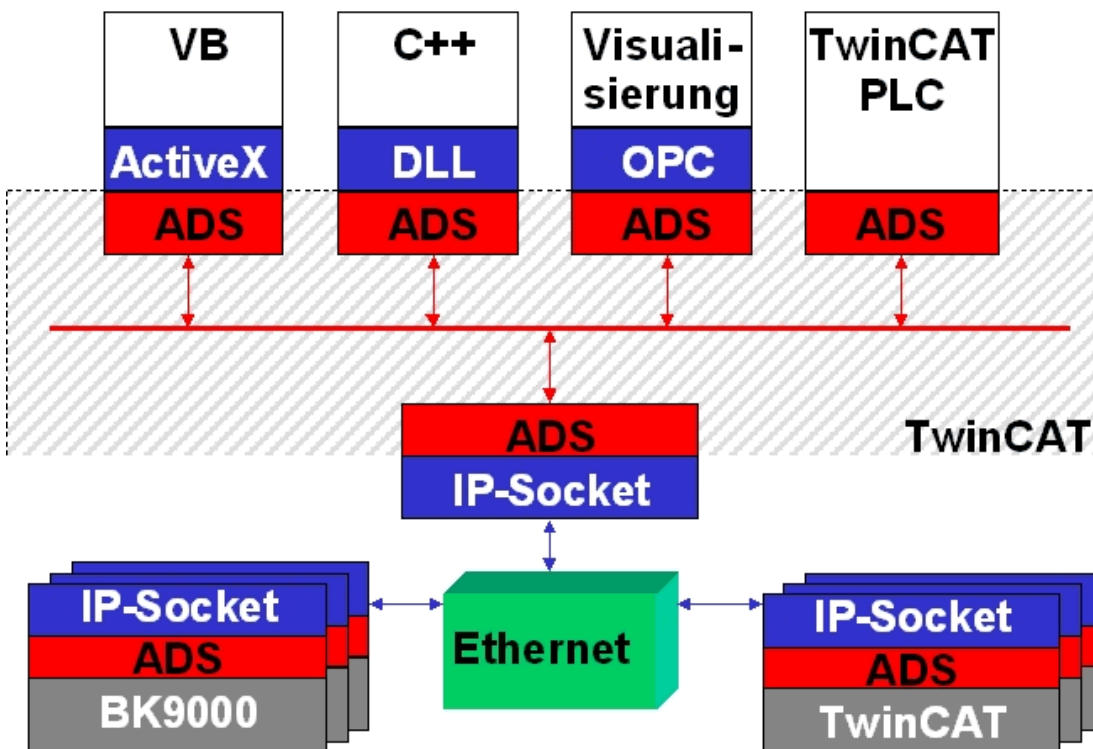 VB
C++
Visuali-
sierung
TwinCAT
PLC
ActiveX
DLL
OPC
ADS
ADS
ADS
ADS
ADS
TwinCAT
IP-Socket
IP-Socket
ADS
BK9000
Ethernet
IP-Socket
ADS
TwinCAT